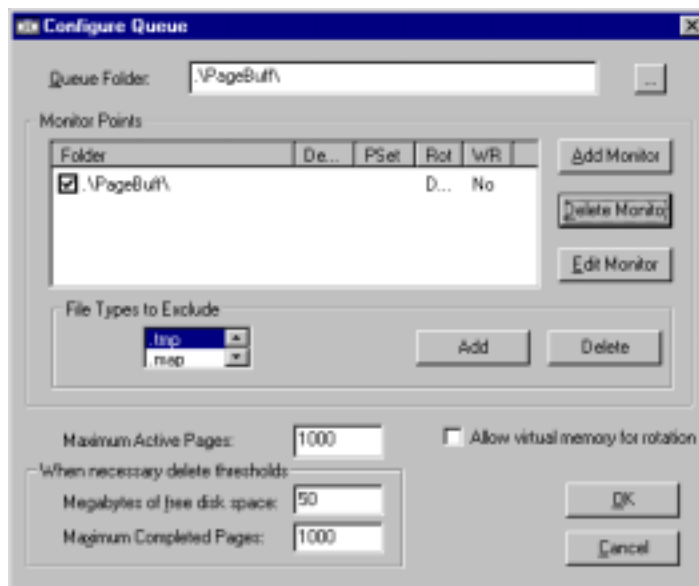 Configure Queue
Queue Folder: .\PageBuff\ ...
Monitor Points
Folder De... PSet Rot WR
.\PageBuff\ D... No
Add Monitor
Delete Monitor
Edit Monitor
File Types to Exclude
.tmp
.map
Add Delete
Maximum Active Pages: 1000
Allow virtual memory for rotation
When necessary delete thresholds
Megabytes of free disk space: 50
Maximum Completed Pages: 1000
OK
Cancel